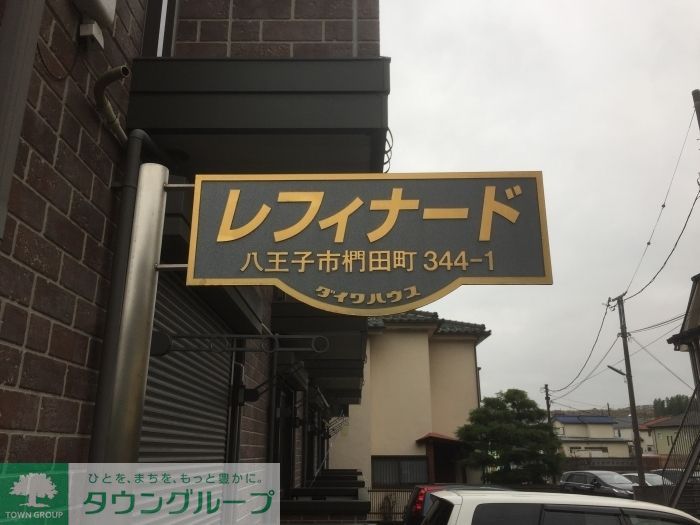 レフィナード
八王子市椚田町 344-1
ダイワハウス
ひとを、まちを、もっと豊かに。
タウングループ
TOWN GROUP